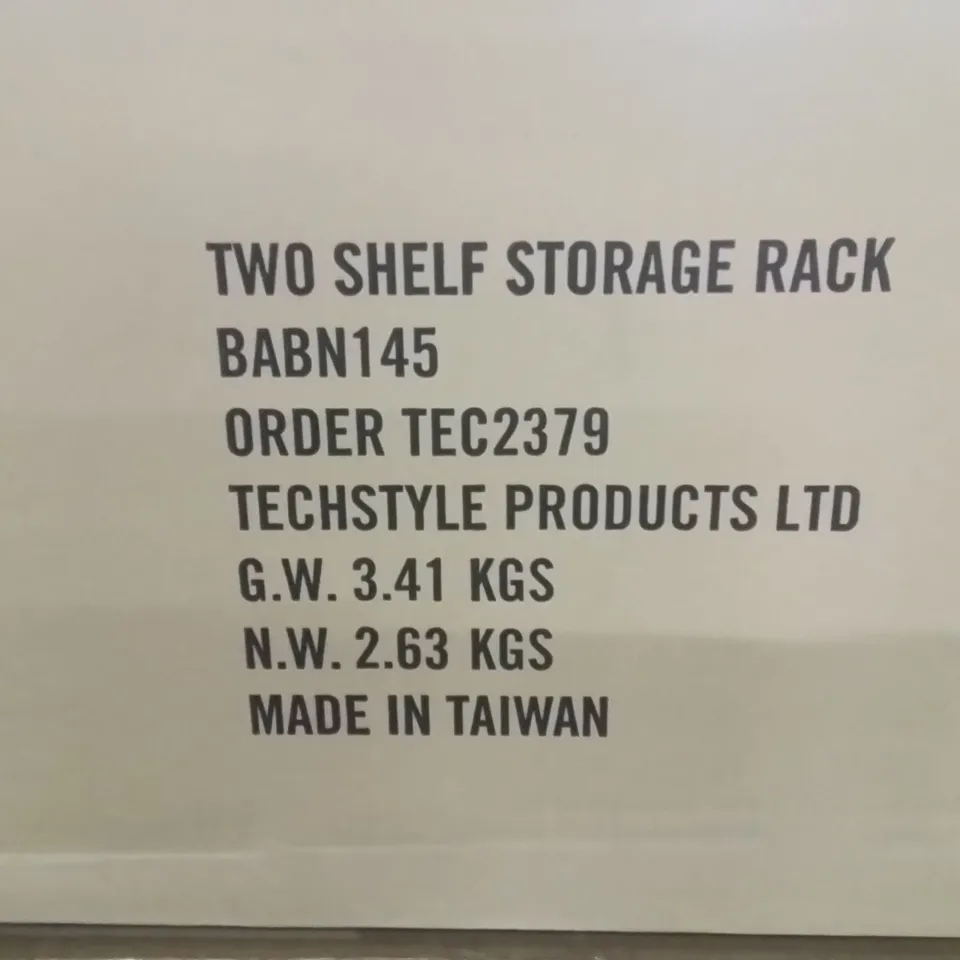 TWO SHELF STORAGE RACK
BABN145
ORDER TEC2379
TECHSTYLE PRODUCTS LTD
G.W. 3.41 KGS
N.W. 2.63 KGS
MADE IN TAIWAN